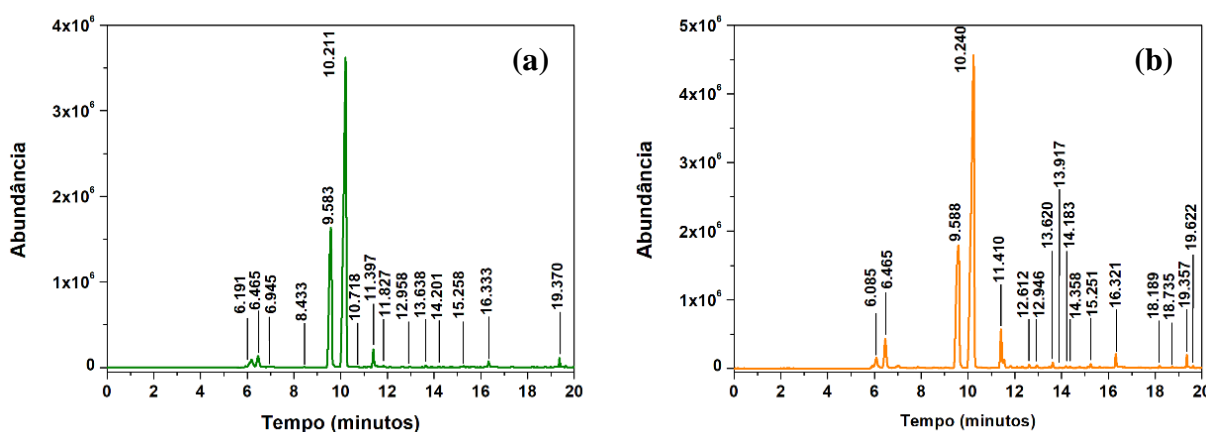 (a)
Abundância
4x10⁶
3x10⁶
2x10⁶
1x10⁶
0
6.191
6.465
6.945
8.433
9.583
10.211
10.718
11.397
11.827
12.958
13.638
14.201
15.258
16.333
19.370
0 2 4 6 8 10 12 14 16 18 20
Tempo (minutos)
(b)
Abundância
5x10⁶
4x10⁶
3x10⁶
2x10⁶
1x10⁶
0
6.085
6.465
9.588
10.240
11.410
12.612
12.946
13.620
13.917
14.183
14.358
15.251
16.321
18.189
18.735
19.357
19.622
0 2 4 6 8 10 12 14 16 18 20
Tempo (minutos)